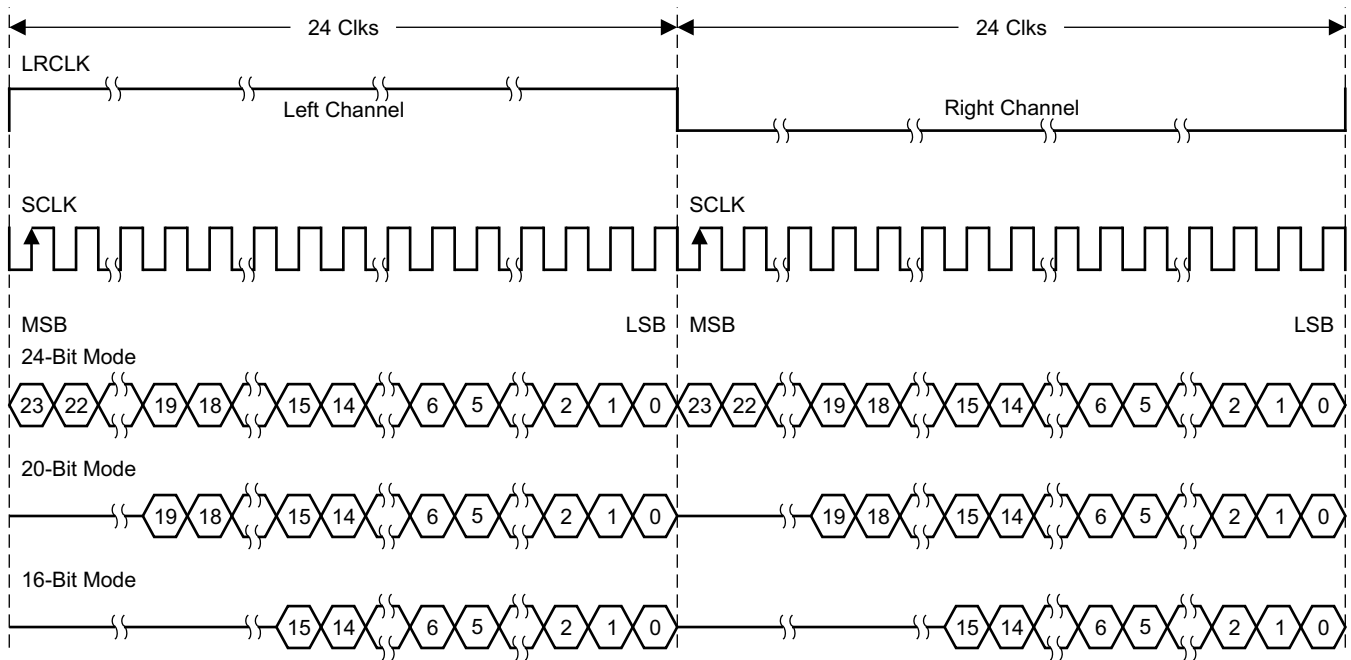 24 Clks 24 Clks
LRCLK
Left Channel Right Channel
SCLK SCLK
MSB LSB MSB LSB
24-Bit Mode
23 22 19 18 15 14 6 5 2 1 0 23 22 19 18 15 14 6 5 2 1 0
20-Bit Mode
19 18 15 14 6 5 2 1 0 19 18 15 14 6 5 2 1 0
16-Bit Mode
15 14 6 5 2 1 0 15 14 6 5 2 1 0